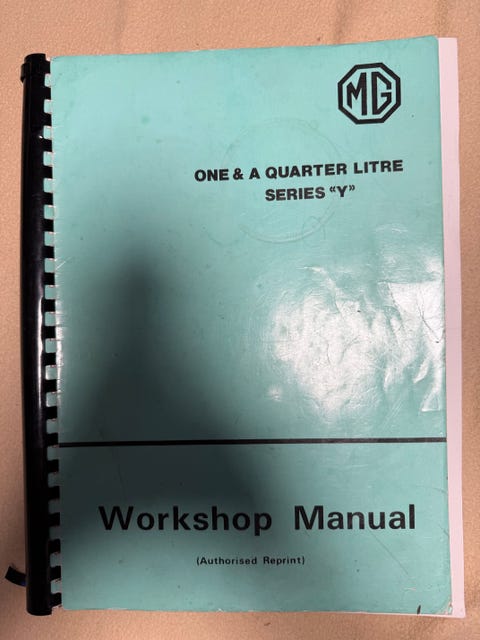 MG
ONE & A QUARTER LITRE
SERIES “Y”
Workshop Manual
(Authorised Reprint)